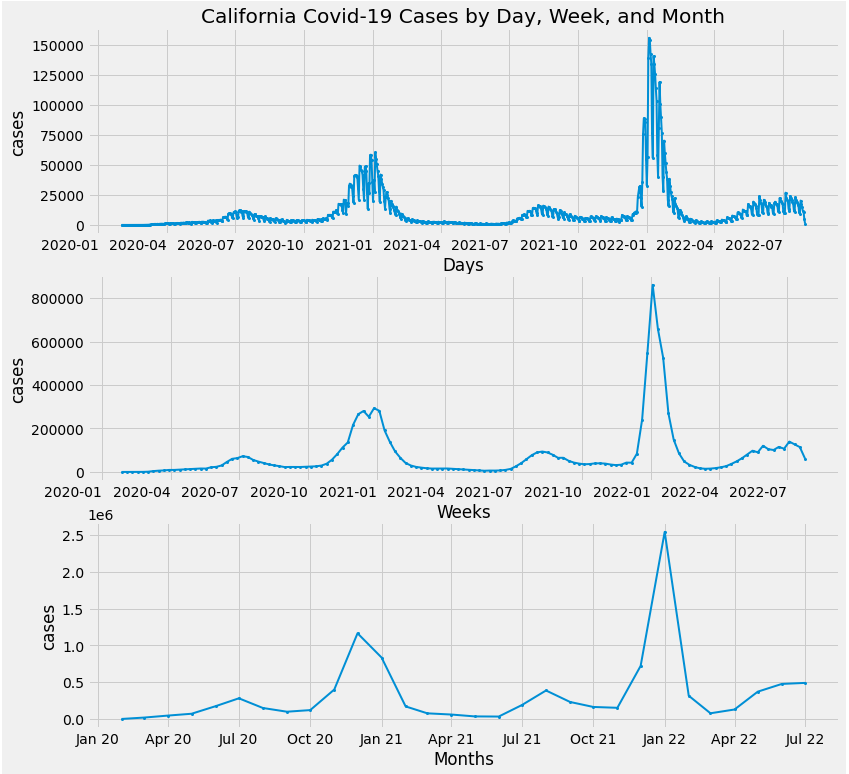 California Covid-19 Cases by Day, Week, and Month
150000
125000
100000
75000
50000
25000
0
cases
2020-01 2020-04 2020-07 2020-10 2021-01 2021-04 2021-07 2021-10 2022-01 2022-04 2022-07
Days
800000
600000
400000
200000
0
cases
2020-01 2020-04 2020-07 2020-10 2021-01 2021-04 2021-07 2021-10 2022-01 2022-04 2022-07
Weeks
1e6
2.5
2.0
1.5
1.0
0.5
0.0
cases
Jan 20 Apr 20 Jul 20 Oct 20 Jan 21 Apr 21 Jul 21 Oct 21 Jan 22 Apr 22 Jul 22
Months